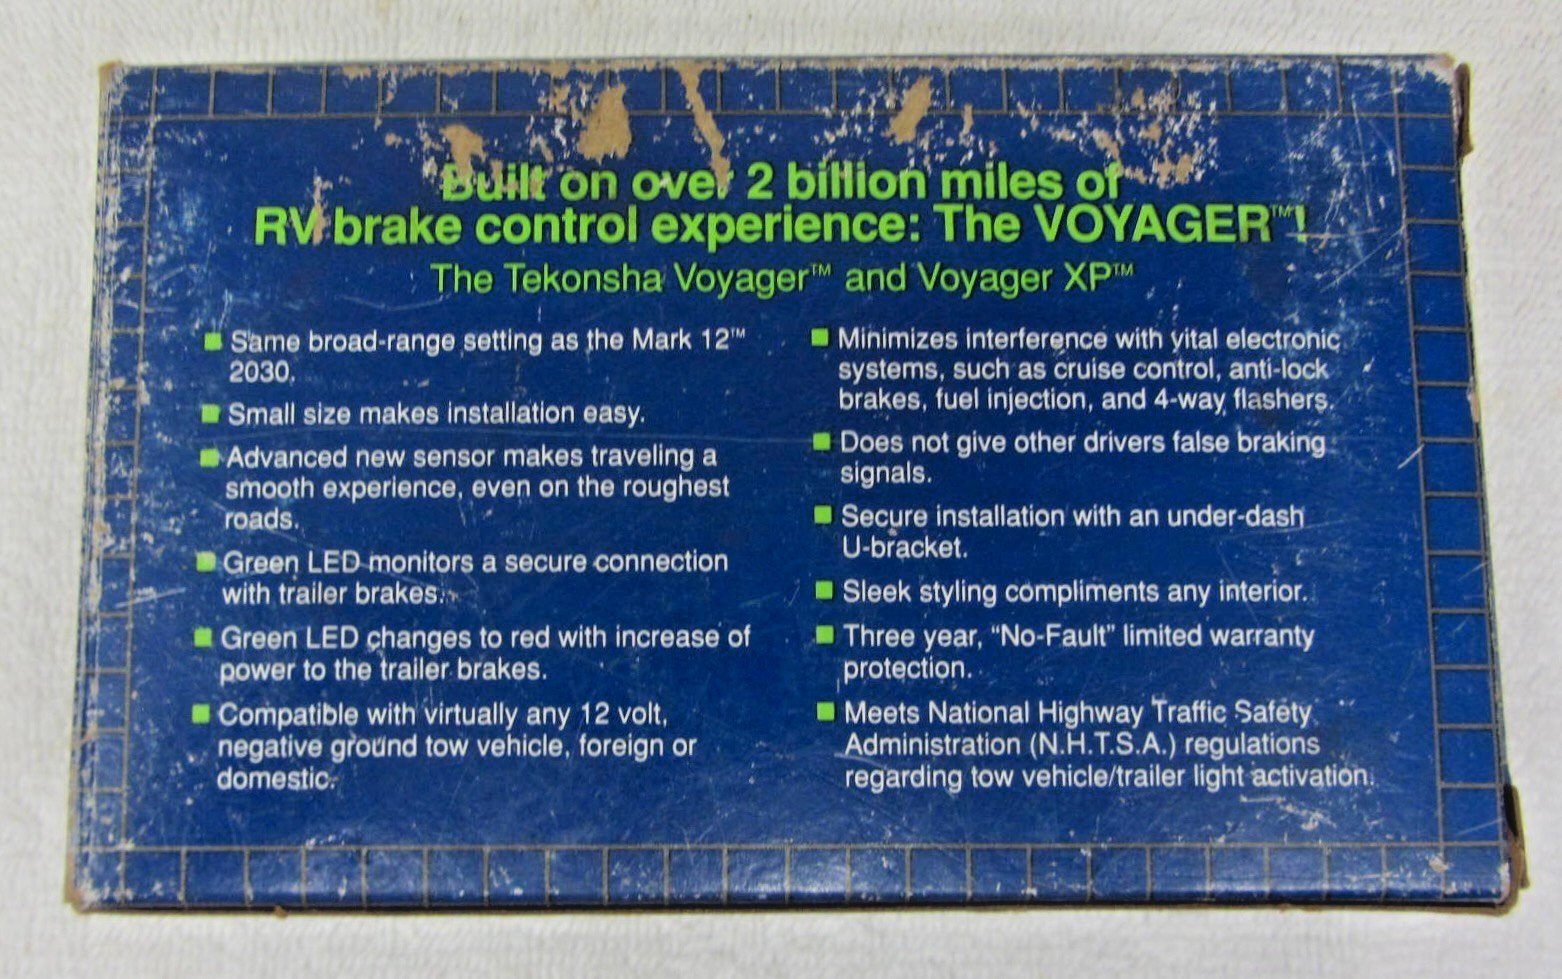 Built on over 2 billion miles of
RV brake control experience: The VOYAGER™!
The Tekonsha Voyager™ and Voyager XP™
Same broad-range setting as the Mark 12™
2030.
Small size makes installation easy.
Advanced new sensor makes traveling a
smooth experience, even on the roughest
roads.
Green LED monitors a secure connection
with trailer brakes.
Green LED changes to red with increase of
power to the trailer brakes.
Compatible with virtually any 12 volt,
negative ground tow vehicle, foreign or
domestic.
Minimizes interference with vital electronic
systems, such as cruise control, anti-lock
brakes, fuel injection, and 4-way flashers.
Does not give other drivers false braking
signals.
Secure installation with an under-dash
U-bracket.
Sleek styling compliments any interior.
Three year, “No-Fault” limited warranty
protection.
Meets National Highway Traffic Safety
Administration (N.H.T.S.A.) regulations
regarding tow vehicle/trailer light activation.